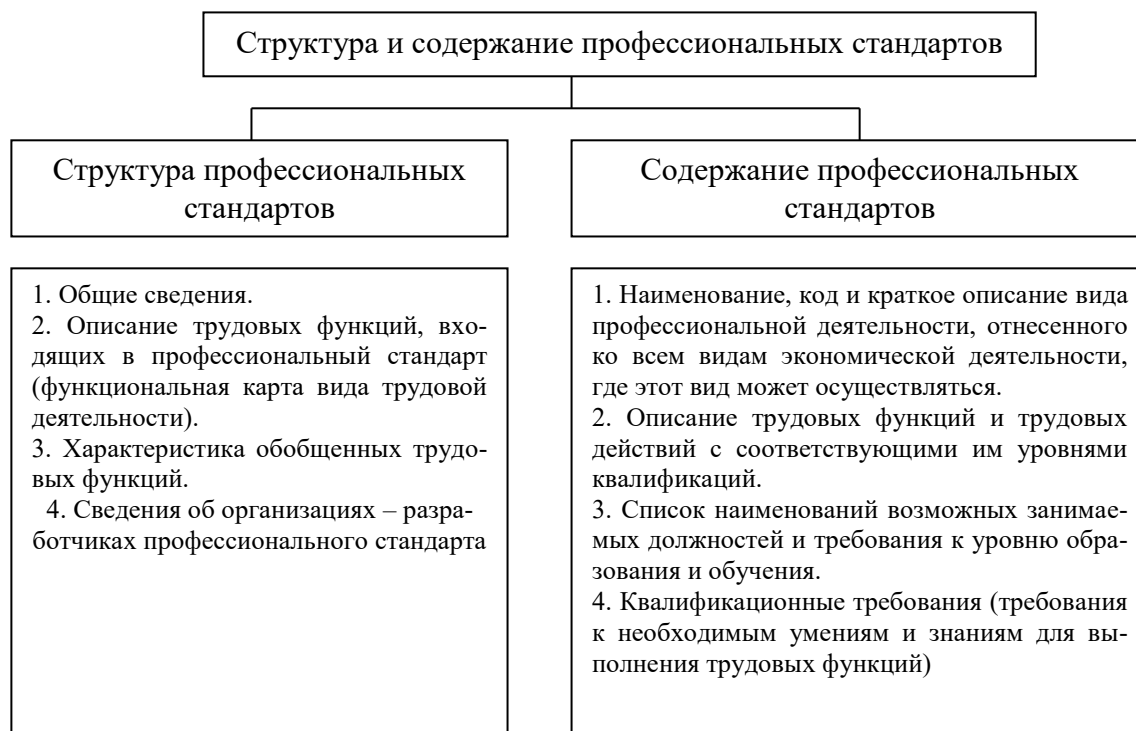 Структура и содержание профессиональных стандартов
Структура профессиональных
стандартов
Содержание профессиональных
стандартов
1. Общие сведения.
2. Описание трудовых функций, вхо-
дящих в профессиональный стандарт
(функциональная карта вида трудовой
деятельности).
3. Характеристика обобщенных трудо-
вых функций.
4. Сведения об организациях – разра-
ботчиках профессионального стандарта
1. Наименование, код и краткое описание вида
профессиональной деятельности, отнесенного
ко всем видам экономической деятельности,
где этот вид может осуществляться.
2. Описание трудовых функций и трудовых
действий с соответствующими им уровнями
квалификаций.
3. Список наименований возможных занимае-
мых должностей и требования к уровню обра-
зования и обучения.
4. Квалификационные требования (требования
к необходимым умениям и знаниям для вы-
полнения трудовых функций)